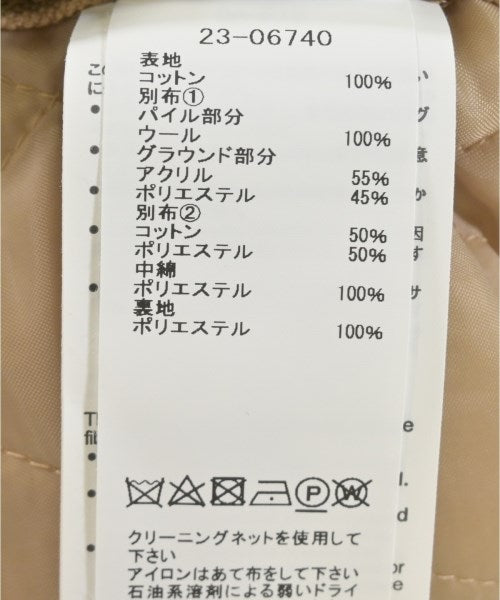 23-06740
表地
コットン 100%
別布①
パイル部分
ウール 100%
グラウンド部分
アクリル 55%
ポリエステル 45%
別布②
コットン 50%
ポリエステル 50%
中綿
ポリエステル 100%
裏地
ポリエステル 100%
P W
クリーニングネットを使用して
下さい
アイロンはあて布をして下さい
石油系溶剤による弱いドライ